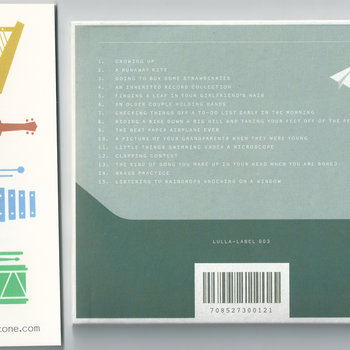 1. GROWING UP
2. A RUNAWAY KITE
3. GOING TO BUY SOME STRAWBERRIES
4. AN INHERITED RECORD COLLECTION
5. FINDING A LEAF IN YOUR GIRLFRIEND'S HAIR
6. AN OLDER COUPLE HOLDING HANDS
7. CHECKING THINGS OFF A TO-DO LIST EARLY IN THE MORNING
8. RIDING A BIKE DOWN A BIG HILL AND TAKING YOUR FEET OFF OF THE PE
9. THE BEST PAPER AIRPLANE EVER
10. A PICTURE OF YOUR GRANDPARENTS WHEN THEY WERE YOUNG
11. LITTLE THINGS SWIMMING UNDER A MICROSCOPE
12. CLAPPING CONTEST
13. THE KIND OF SONG YOU MAKE UP IN YOUR HEAD WHEN YOU ARE BORED
14. BRASS PRACTICE
15. LISTENING TO RAINDROPS KNOCKING ON A WINDOW
LULLA-LABEL 003
708527300121
tone.com